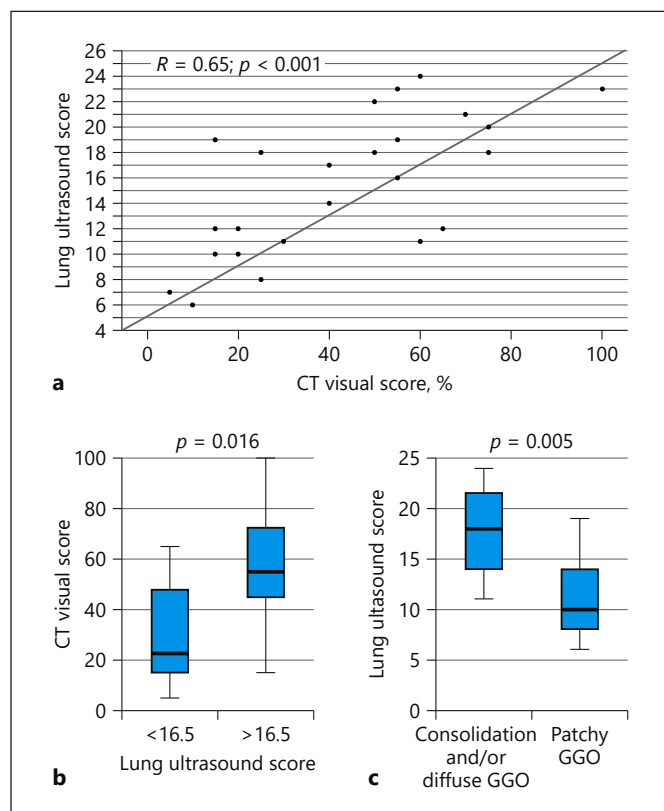 26
24
22
20
18
16
14
12
10
8
6
4
R = 0.65; p < 0.001
Lung ultrasound score
0 20 40 60 80 100
CT visual score, %
a
p = 0.016
100
80
60
40
20
0
CT visual score
<16.5 >16.5
Lung ultrasound score
b
p = 0.005
25
20
15
10
5
0
Lung ultasound score
Consolidation
and/or
diffuse GGO
Patchy
GGO
c